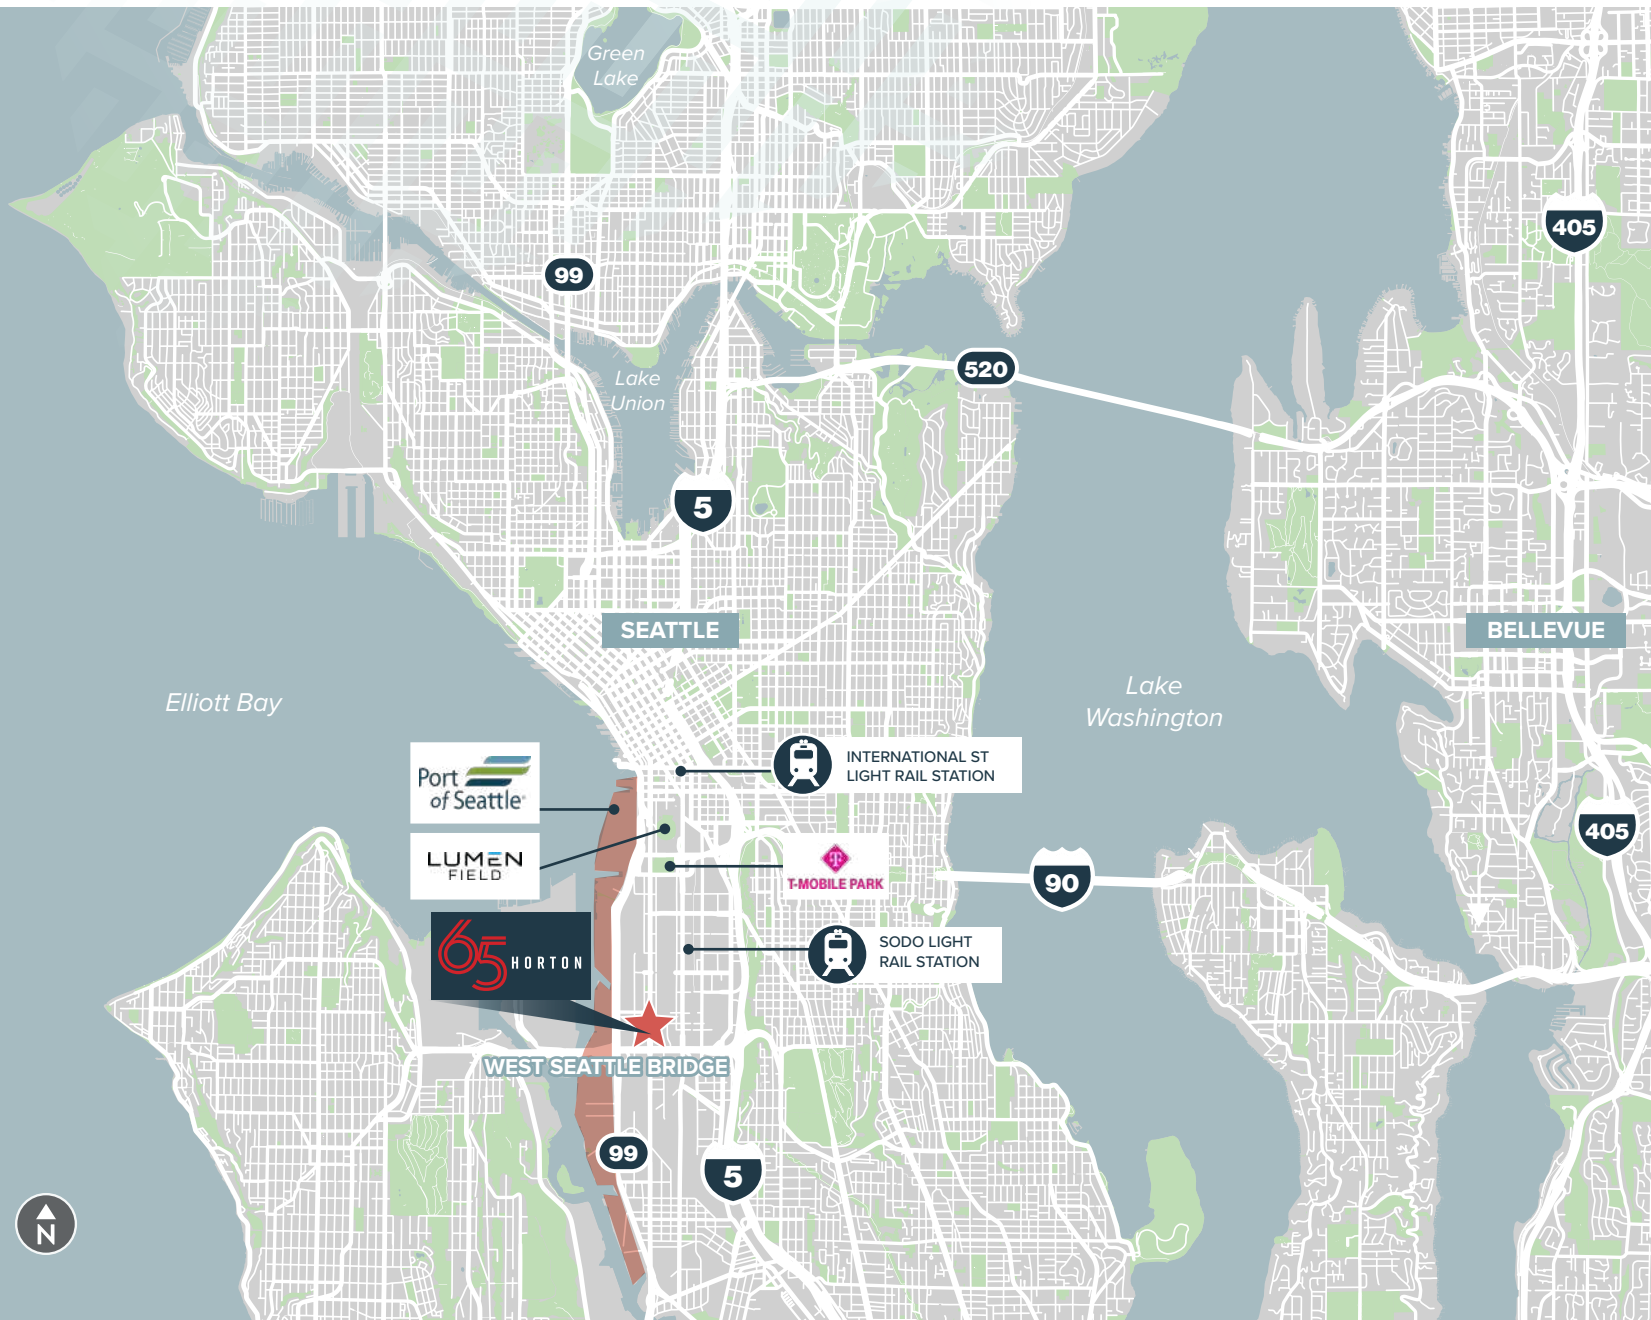 Green
Lake
405
99
520
Lake
Union
5
SEATTLE
BELLEVUE
Elliott Bay
Lake
Washington
Port
of Seattle
INTERNATIONAL ST
LIGHT RAIL STATION
LUMEN
FIELD
T
T-MOBILE PARK
405
90
65 HORTON
SODO LIGHT
RAIL STATION
WEST SEATTLE BRIDGE
99
5
N